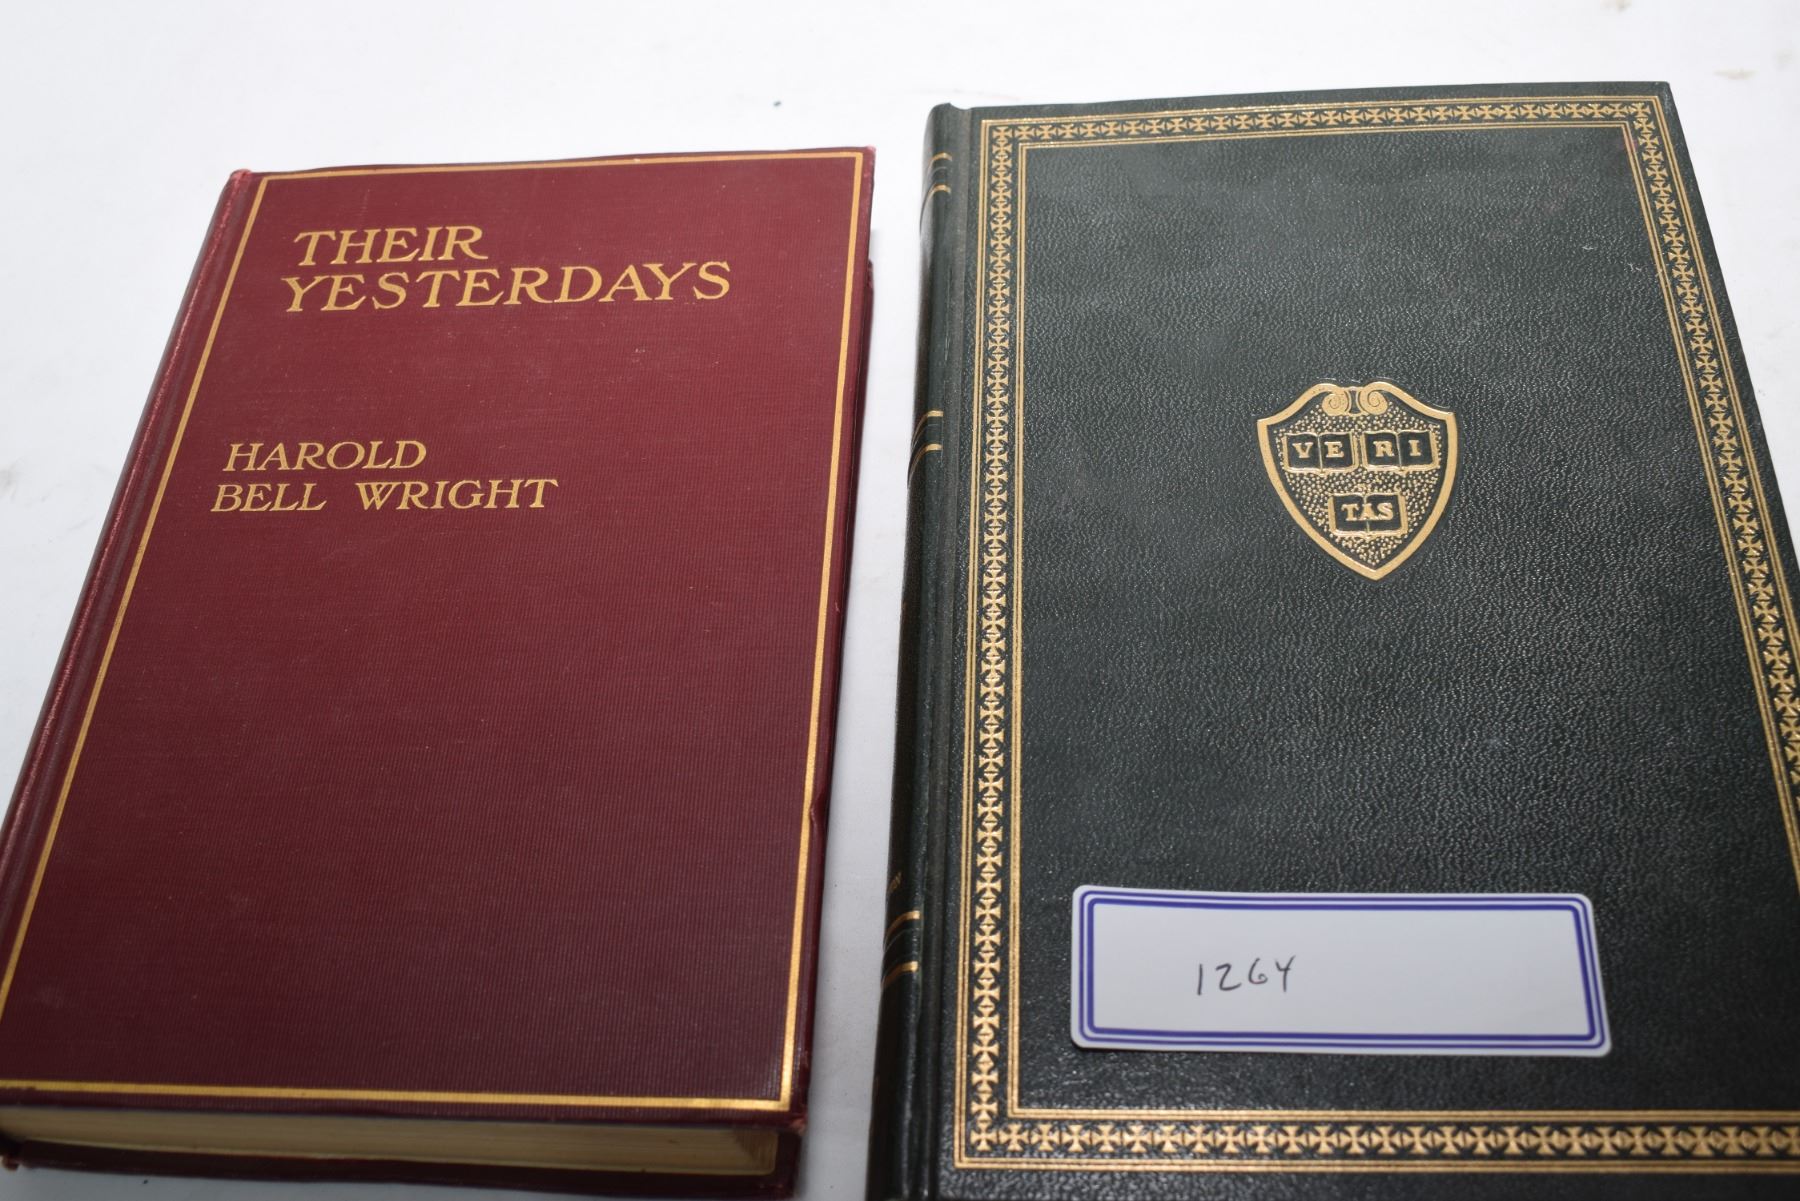 THEIR
YESTERDAYS
HAROLD
BELL WRIGHT
VE RI
TAS
1264